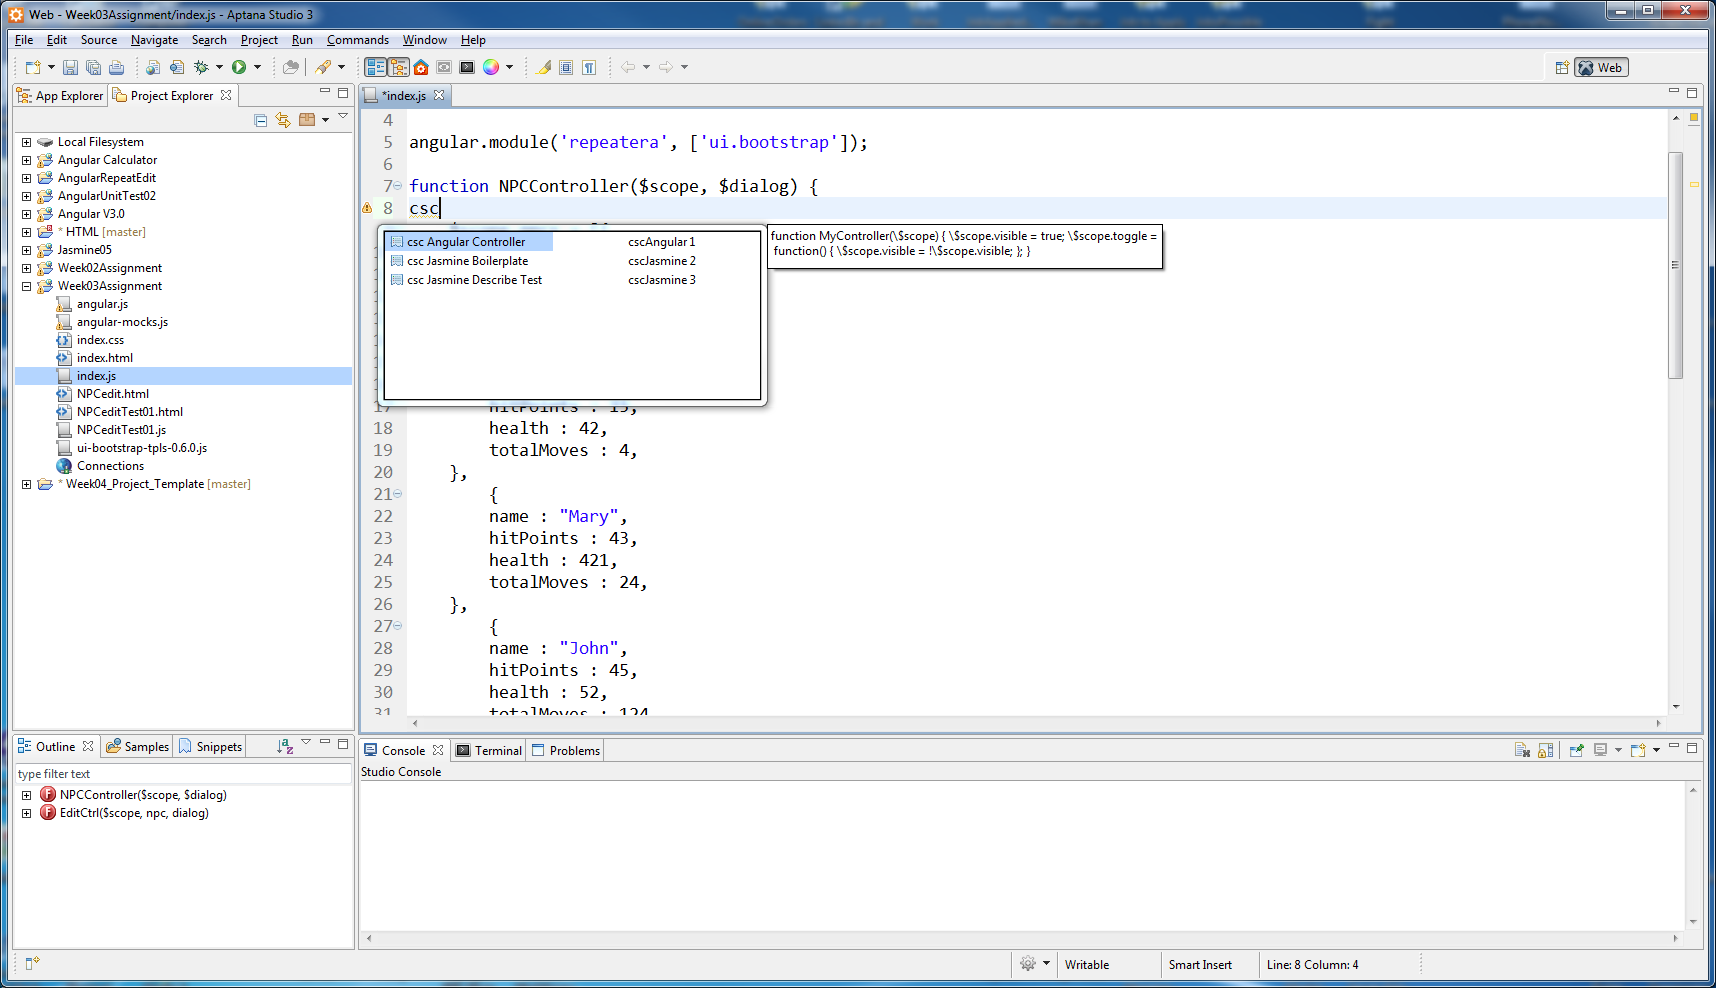 Web - Week03Assignment/index.js - Aptana Studio 3
File Edit Source Navigate Search Project Run Commands Window Help
Web
App Explorer Project Explorer
Local Filesystem
Angular Calculator
AngularRepeatEdit
AngularUnitTest02
Angular V3.0
* HTML [master]
Jasmine05
Week02Assignment
Week03Assignment
angular.js
angular-mocks.js
index.css
index.html
index.js
NPCedit.html
NPCeditTest01.html
NPCeditTest01.js
ui-bootstrap-tpls-0.6.0.js
Connections
* Week04_Project_Template [master]
*index.js
4
5 angular.module('repeatera', ['ui.bootstrap']);
6
7 function NPCController($scope, $dialog) {
8 csc
csc Angular Controller cscAngular 1
csc Jasmine Boilerplate cscJasmine 2
csc Jasmine Describe Test cscJasmine 3
function MyController(\$scope) { \$scope.visible = true; \$scope.toggle =
function() { \$scope.visible = !\$scope.visible; }; }
17 hitPoints : 15,
18 health : 42,
19 totalMoves : 4,
20 },
21 {
22 name : "Mary",
23 hitPoints : 43,
24 health : 421,
25 totalMoves : 24,
26 },
27 {
28 name : "John",
29 hitPoints : 45,
30 health : 52,
31 totalMoves : 124
Outline Samples Snippets
type filter text
NPCController($scope, $dialog)
EditCtrl($scope, npc, dialog)
Console Terminal Problems
Studio Console
Writable Smart Insert Line: 8 Column: 4